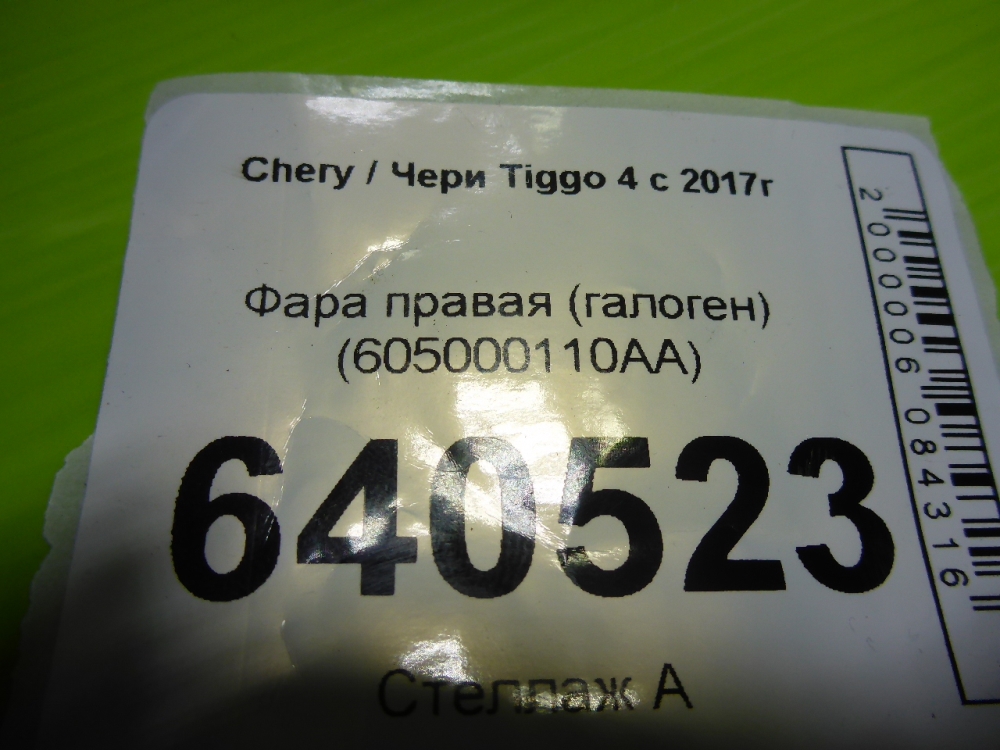 Chery / Чери Tiggo 4 с 2017г
Фара правая (галоген)
(605000110AA)
640523
Стеллаж А
2000006084316